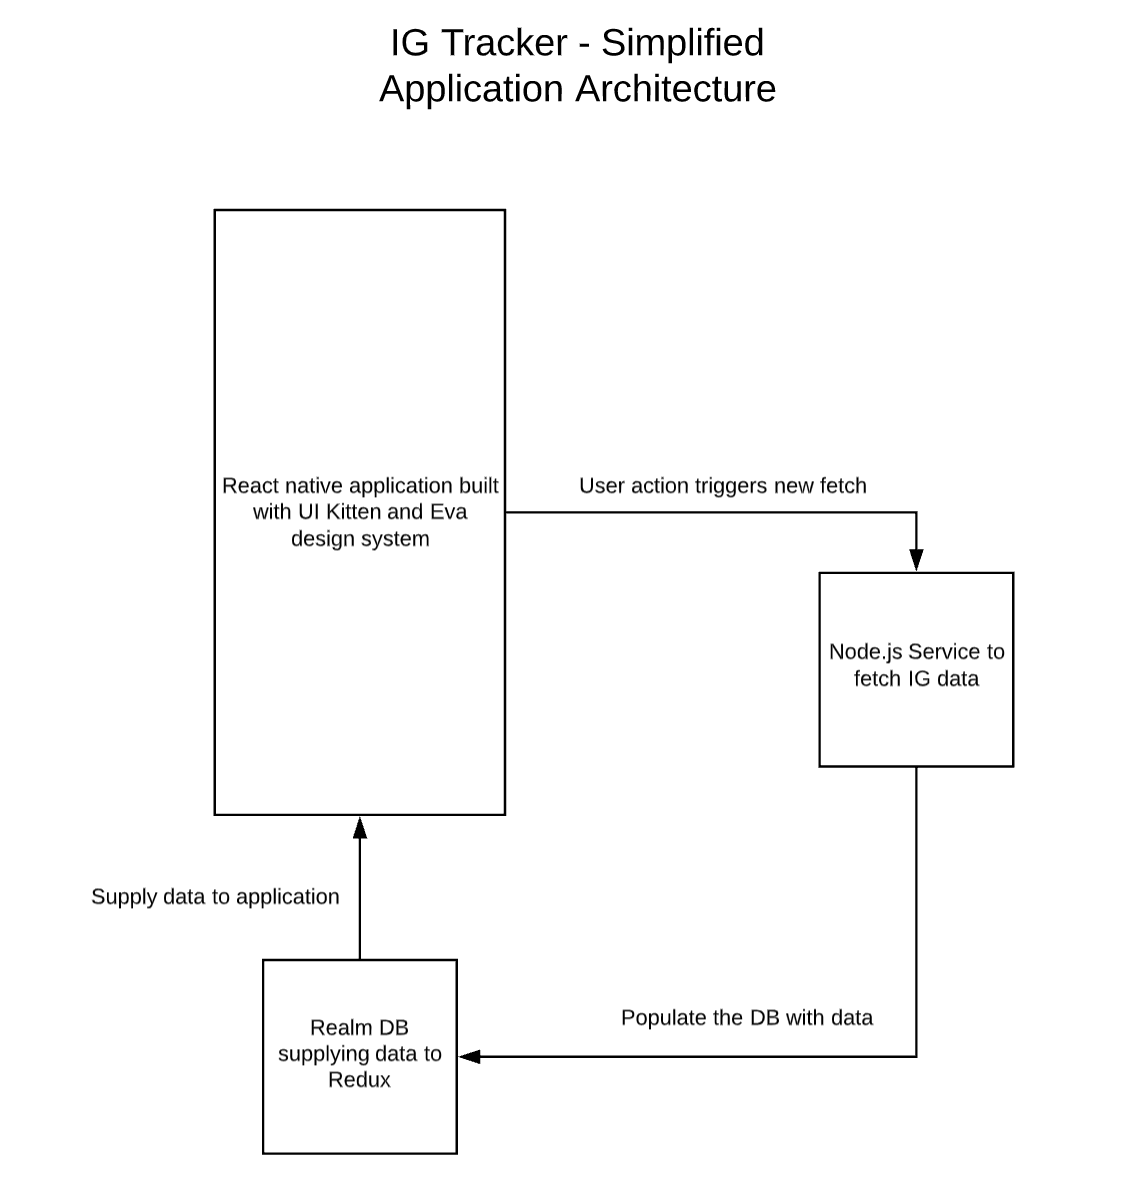 IG Tracker - Simplified
Application Architecture
React native application built
with UI Kitten and Eva
design system
User action triggers new fetch
Node.js Service to
fetch IG data
Supply data to application
Populate the DB with data
Realm DB
supplying data to
Redux